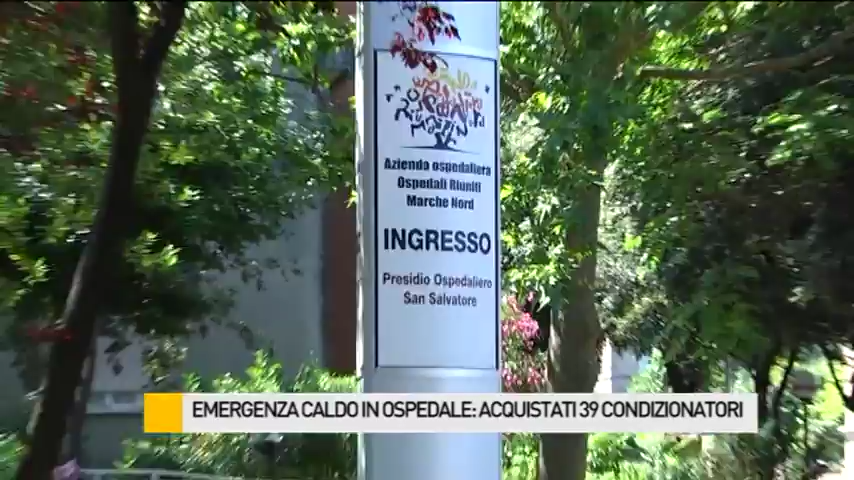 Azienda ospedaliera
Ospedali Riuniti
Marche Nord
INGRESSO
Presidio Ospedaliero
San Salvatore
EMERGENZA CALDO IN OSPEDALE: ACQUISTATI 39 CONDIZIONATORI